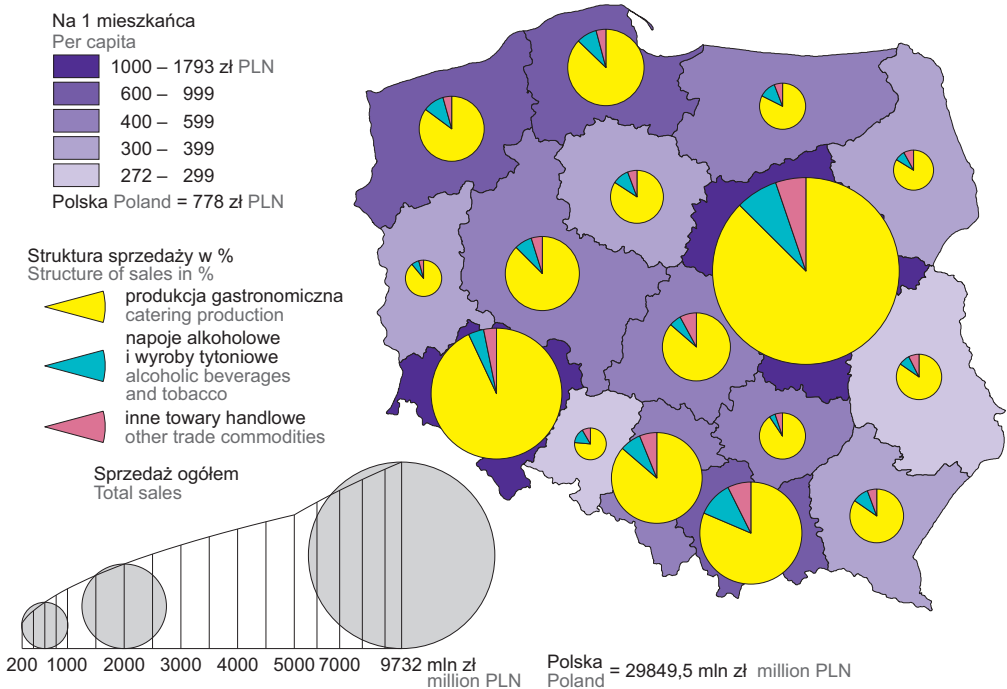 Na 1 mieszkańca
Per capita
1000 – 1793 zł PLN
600 – 999
400 – 599
300 – 399
272 – 299
Polska Poland = 778 zł PLN
Struktura sprzedaży w %
Structure of sales in %
produkcja gastronomiczna
catering production
napoje alkoholowe
i wyroby tytoniowe
alcoholic beverages
and tobacco
inne towary handlowe
other trade commodities
Sprzedaż ogółem
Total sales
200 1000 2000 3000 4000 5000 7000 9732 mln zł
million PLN
Polska
Poland = 29849,5 mln zł million PLN